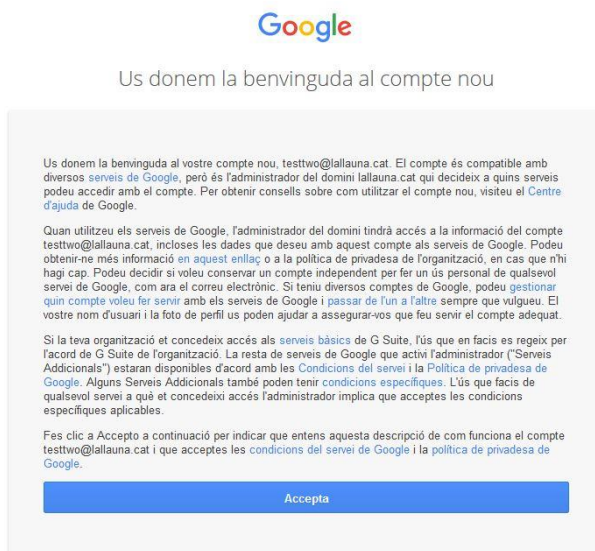 Google
Us donem la benvinguda al compte nou
Us donem la benvinguda al vostre compte nou, testtwo@lallauna.cat. El compte és compatible amb
diversos serveis de Google, però és l'administrador del domini lallauna.cat qui decideix a quins serveis
podeu accedir amb el compte. Per obtenir consells sobre com utilitzar el compte nou, visiteu el Centre
d'ajuda de Google.
Quan utilitzeu els serveis de Google, l'administrador del domini tindrà accés a la informació del compte
testtwo@lallauna.cat, incloses les dades que deseu amb aquest compte als serveis de Google. Podeu
obtenir-ne més informació en aquest enllaç o a la política de privadesa de l'organització, en cas que n'hi
hagi cap. Podeu decidir si voleu conservar un compte independent per fer un ús personal de qualsevol
servei de Google, com ara el correu electrònic. Si teniu diversos comptes de Google, podeu gestionar
quin compte voleu fer servir amb els serveis de Google i passar de l'un a l'altre sempre que vulgueu. El
vostre nom d'usuari i la foto de perfil us poden ajudar a assegurar-vos que feu servir el compte adequat.
Si la teva organització et concedeix accés als serveis bàsics de G Suite, l'ús que en facis es regeix per
l'acord de G Suite de l'organització. La resta de serveis de Google que activi l'administrador ("Serveis
Addicionals") estaran disponibles d'acord amb les Condicions del servei i la Política de privadesa de
Google. Alguns Serveis Addicionals també poden tenir condicions específiques. L'ús que facis de
qualsevol servei a què et concedeixi accés l'administrador implica que acceptes les condicions
específiques aplicables.
Fes clic a Accepto a continuació per indicar que entens aquesta descripció de com funciona el compte
testtwo@lallauna.cat i que acceptes les condicions del servei de Google i la política de privadesa de
Google.
Accepta